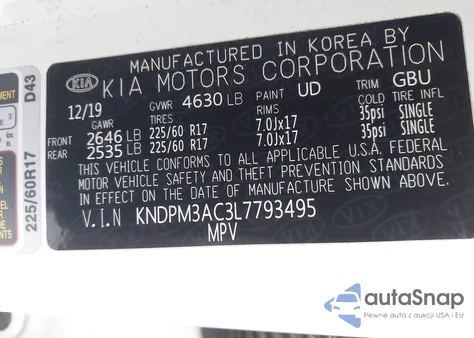 MANUFACTURED IN KOREA BY
KIA KIA MOTORS CORPORATION
12/19 GVWR 4630 LB PAINT UD TRIM GBU
GAWR TIRES RIMS COLD TIRE INFL
FRONT 2646 LB 225/60 R17 7.0Jx17 35psi SINGLE
REAR 2535 LB 225/60 R17 7.0Jx17 35psi SINGLE
THIS VEHICLE CONFORMS TO ALL APPLICABLE U.S.A. FEDERAL
MOTOR VEHICLE SAFETY AND THEFT PREVENTION STANDARDS
IN EFFECT ON THE DATE OF MANUFACTURE SHOWN ABOVE.
V.I.N KNDPM3AC3L7793495
MPV
D43
3
lbs.
225/60R17
autoSnap
Pewne auta z aukcji USA i EU